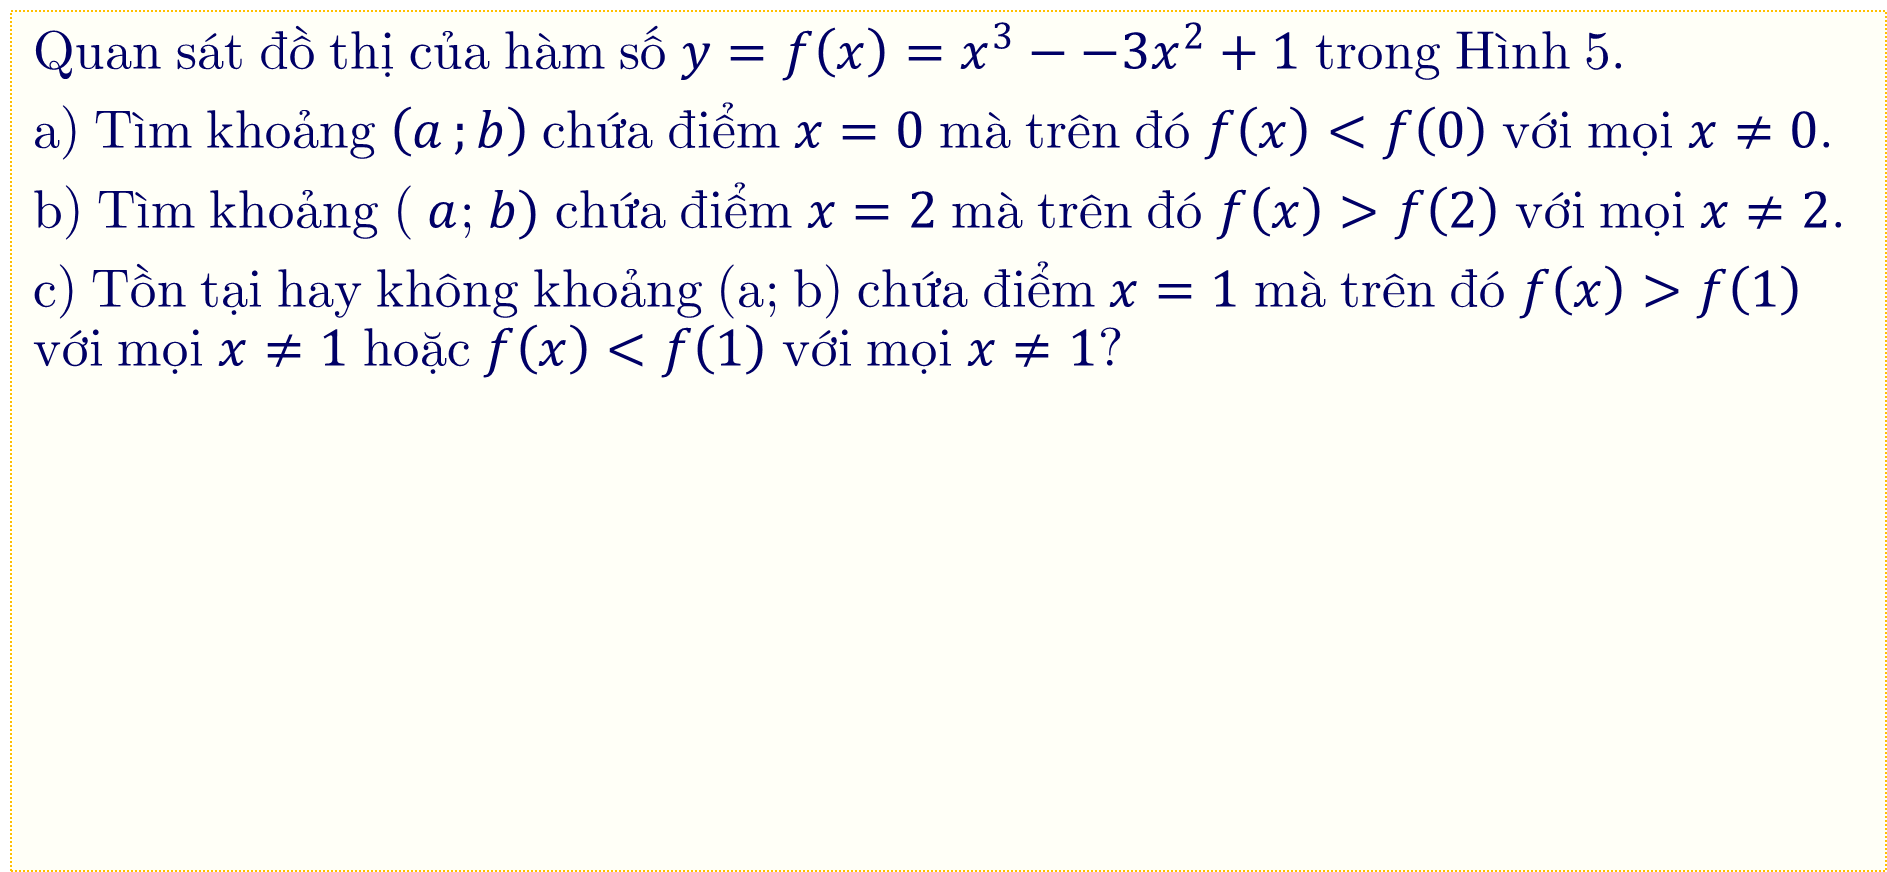 Quan sát đồ thị của hàm số y = f(x) = x³ − −3x² + 1 trong Hình 5.
a) Tìm khoảng (a ; b) chứa điểm x = 0 mà trên đó f(x) < f(0) với mọi x ≠ 0.
b) Tìm khoảng ( a; b) chứa điểm x = 2 mà trên đó f(x) > f(2) với mọi x ≠ 2.
c) Tồn tại hay không khoảng (a; b) chứa điểm x = 1 mà trên đó f(x) > f(1)
với mọi x ≠ 1 hoặc f(x) < f(1) với mọi x ≠ 1?